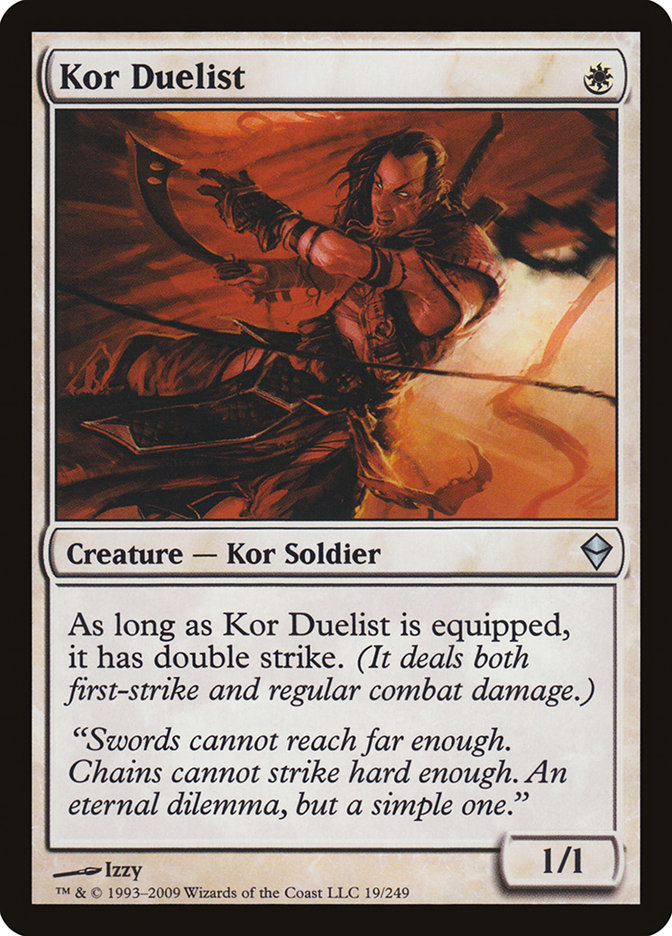 Kor Duelist
Creature — Kor Soldier
As long as Kor Duelist is equipped,
it has double strike. (It deals both
first-strike and regular combat damage.)
“Swords cannot reach far enough.
Chains cannot strike hard enough. An
eternal dilemma, but a simple one.”
1/1
Izzy
™ & © 1993–2009 Wizards of the Coast LLC 19/249